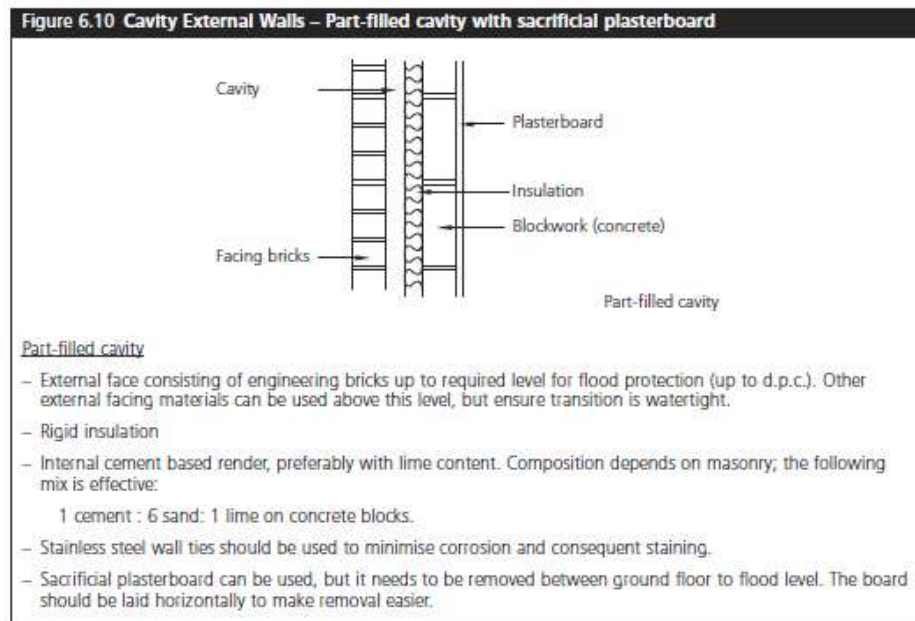 Figure 6.10 Cavity External Walls – Part-filled cavity with sacrificial plasterboard
Cavity
Plasterboard
Insulation
Blockwork (concrete)
Facing bricks
Part-filled cavity
Part-filled cavity
– External face consisting of engineering bricks up to required level for flood protection (up to d.p.c.). Other
external facing materials can be used above this level, but ensure transition is watertight.
– Rigid insulation
– Internal cement based render, preferably with lime content. Composition depends on masonry; the following
mix is effective:
1 cement : 6 sand: 1 lime on concrete blocks.
– Stainless steel wall ties should be used to minimise corrosion and consequent staining.
– Sacrificial plasterboard can be used, but it needs to be removed between ground floor to flood level. The board
should be laid horizontally to make removal easier.